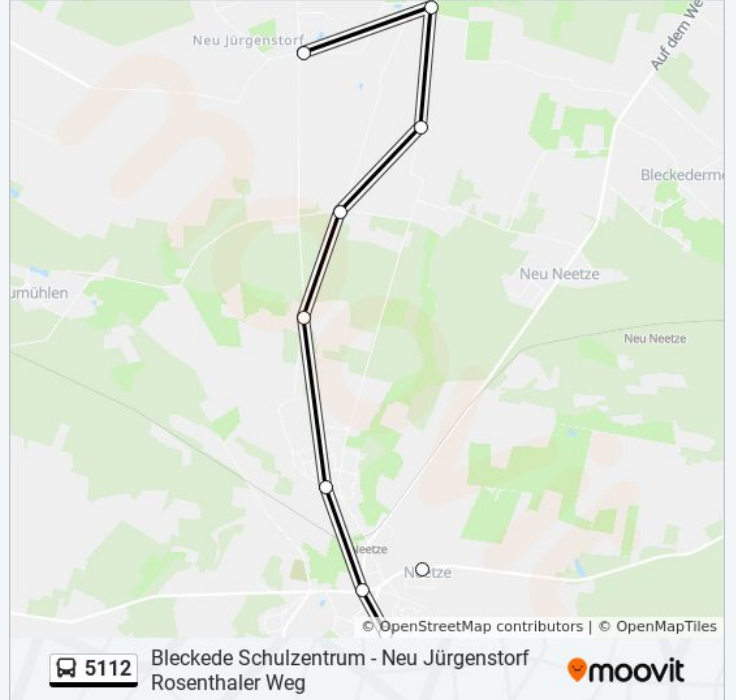 Neu Jürgenstorf
Auf dem We
Bleckederm
Neu Neetze
umühlen
Neu Neetze
Neetze
Neetze
© OpenStreetMap contributors | © OpenMapTiles
5112
Bleckede Schulzentrum - Neu Jürgenstorf
Rosenthaler Weg
moovit